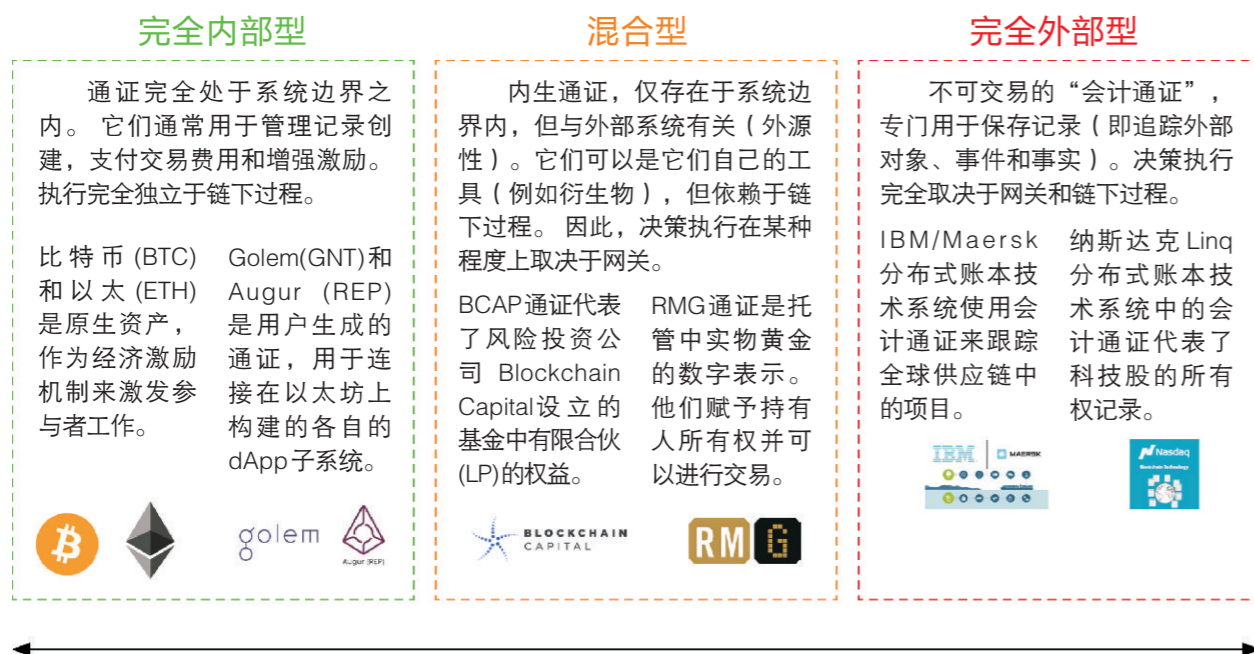 完全内部型
通证完全处于系统边界之
内。 它们通常用于管理记录创
建，支付交易费用和增强激励。
执行完全独立于链下过程。
比特币(BTC)
和以太(ETH)
是原生资产，
作为经济激励
机制来激发参
与者工作。
Golem(GNT)和
Augur (REP)
是用户生成的
通证，用于连
接在以太坊上
构建的各自的
dApp子系统。
golem
Augur (REP)
混合型
内生通证，仅存在于系统边
界内，但与外部系统有关（外源
性）。它们可以是它们自己的工
具（例如衍生物），但依赖于链
下过程。 因此，决策执行在某种
程度上取决于网关。
BCAP通证代表
了风险投资公
司 Blockchain
Capital设立的
基金中有限合伙
(LP)的权益。
RMG通证是托
管中实物黄金
的数字表示。
他们赋予持有
人所有权并可
以进行交易。
BLOCKCHAIN
CAPITAL
RM G
完全外部型
不可交易的“会计通证”，
专门用于保存记录（即追踪外部
对象、事件和事实）。决策执行
完全取决于网关和链下过程。
IBM/Maersk
分布式账本技
术系统使用会
计通证来跟踪
全球供应链中
的项目。
纳斯达克 Linq
分布式账本技
术系统中的会
计通证代表了
科技股的所有
权记录。
IBM
MAERSK
Nasdaq
Blockchain Technology